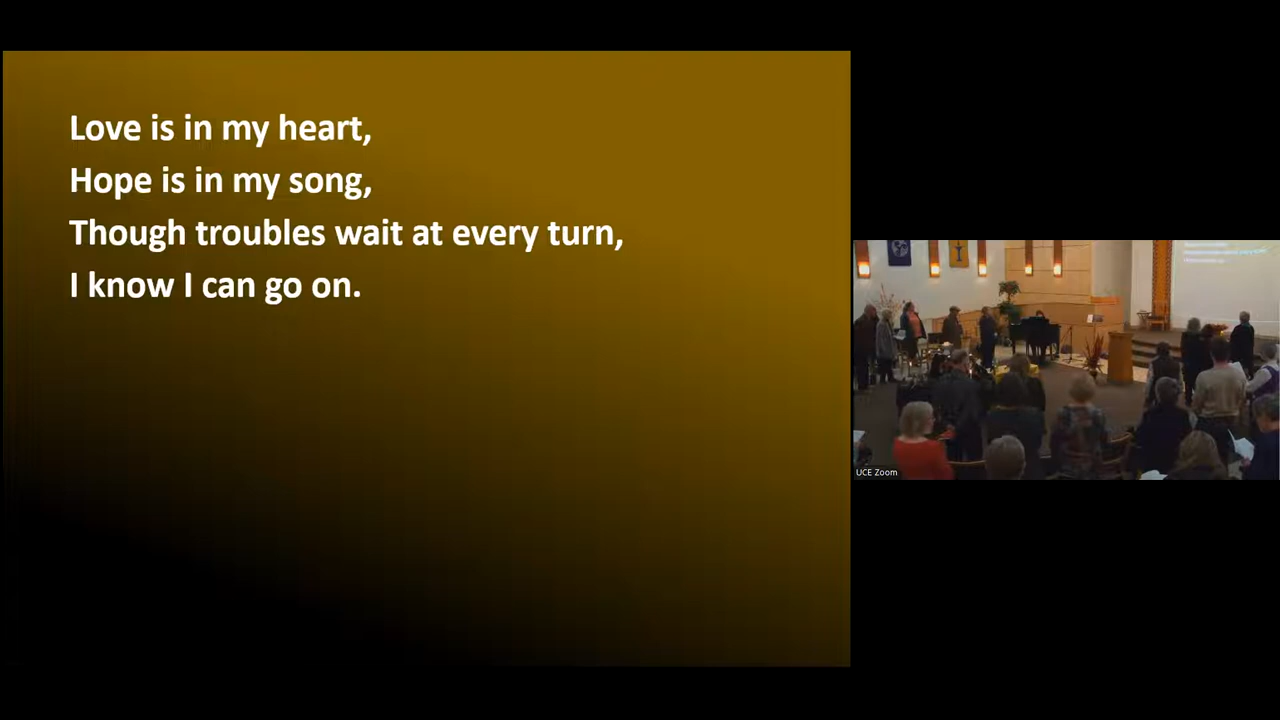 Love is in my heart,
Hope is in my song,
Though troubles wait at every turn,
I know I can go on.
UCE Zoom